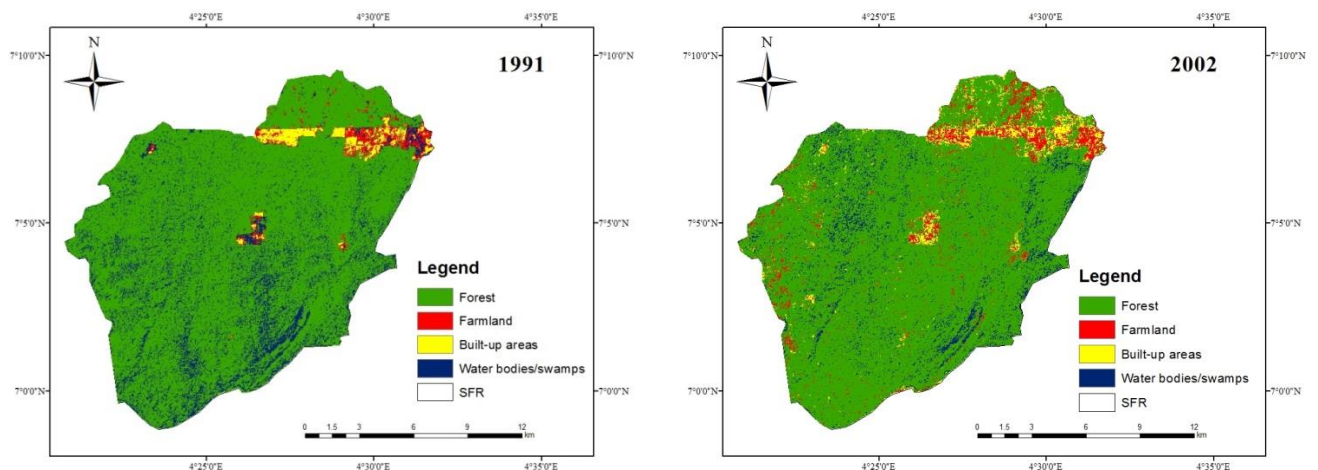 4°25'0"E 4°30'0"E 4°35'0"E
7°10'0"N 7°10'0"N
N
1991
7°5'0"N 7°5'0"N
Legend
Forest
Farmland
Built-up areas
Water bodies/swamps
SFR
7°0'0"N 7°0'0"N
0 1.5 3 6 9 12
km
4°25'0"E 4°30'0"E 4°35'0"E
4°25'0"E 4°30'0"E 4°35'0"E
7°10'0"N 7°10'0"N
N
2002
7°5'0"N 7°5'0"N
Legend
Forest
Farmland
Built-up areas
Water bodies/swamps
SFR
7°0'0"N 7°0'0"N
0 1.5 3 6 9 12
km
4°25'0"E 4°30'0"E 4°35'0"E